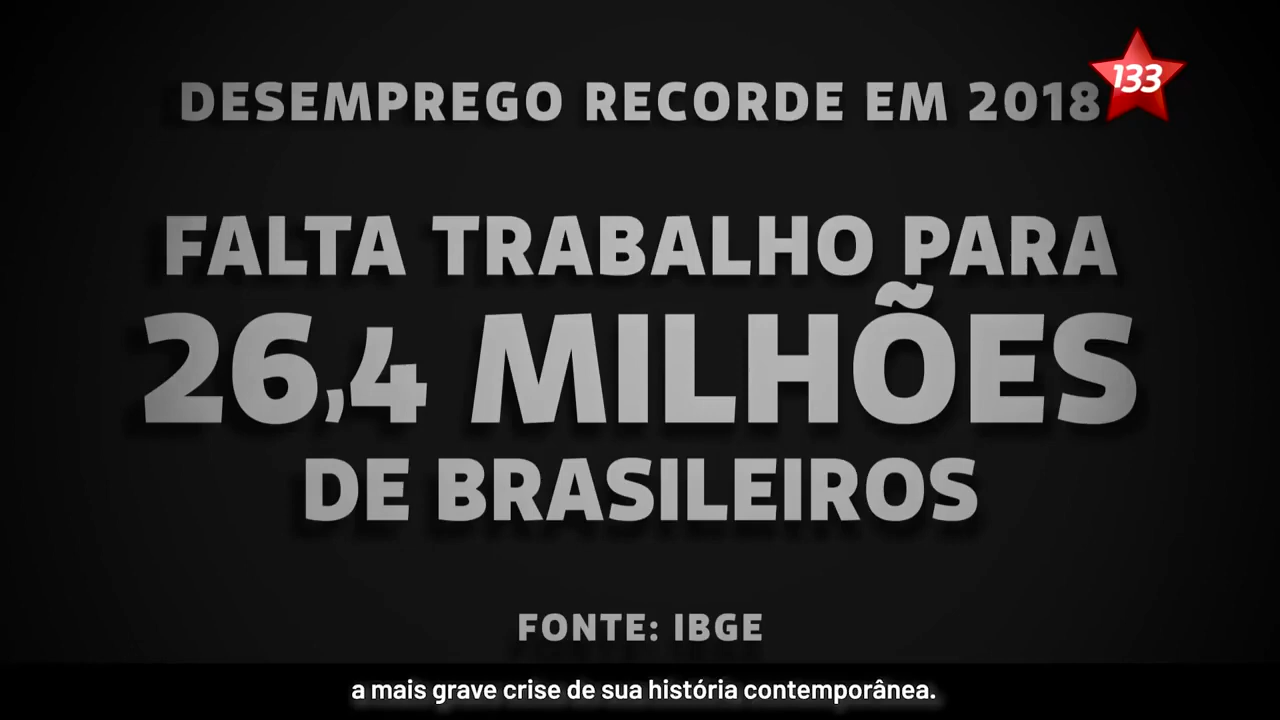 DESEMPREGO RECORDE EM 2018
133
FALTA TRABALHO PARA
26,4 MILHÕES
DE BRASILEIROS
FONTE: IBGE
a mais grave crise de sua história contemporânea.